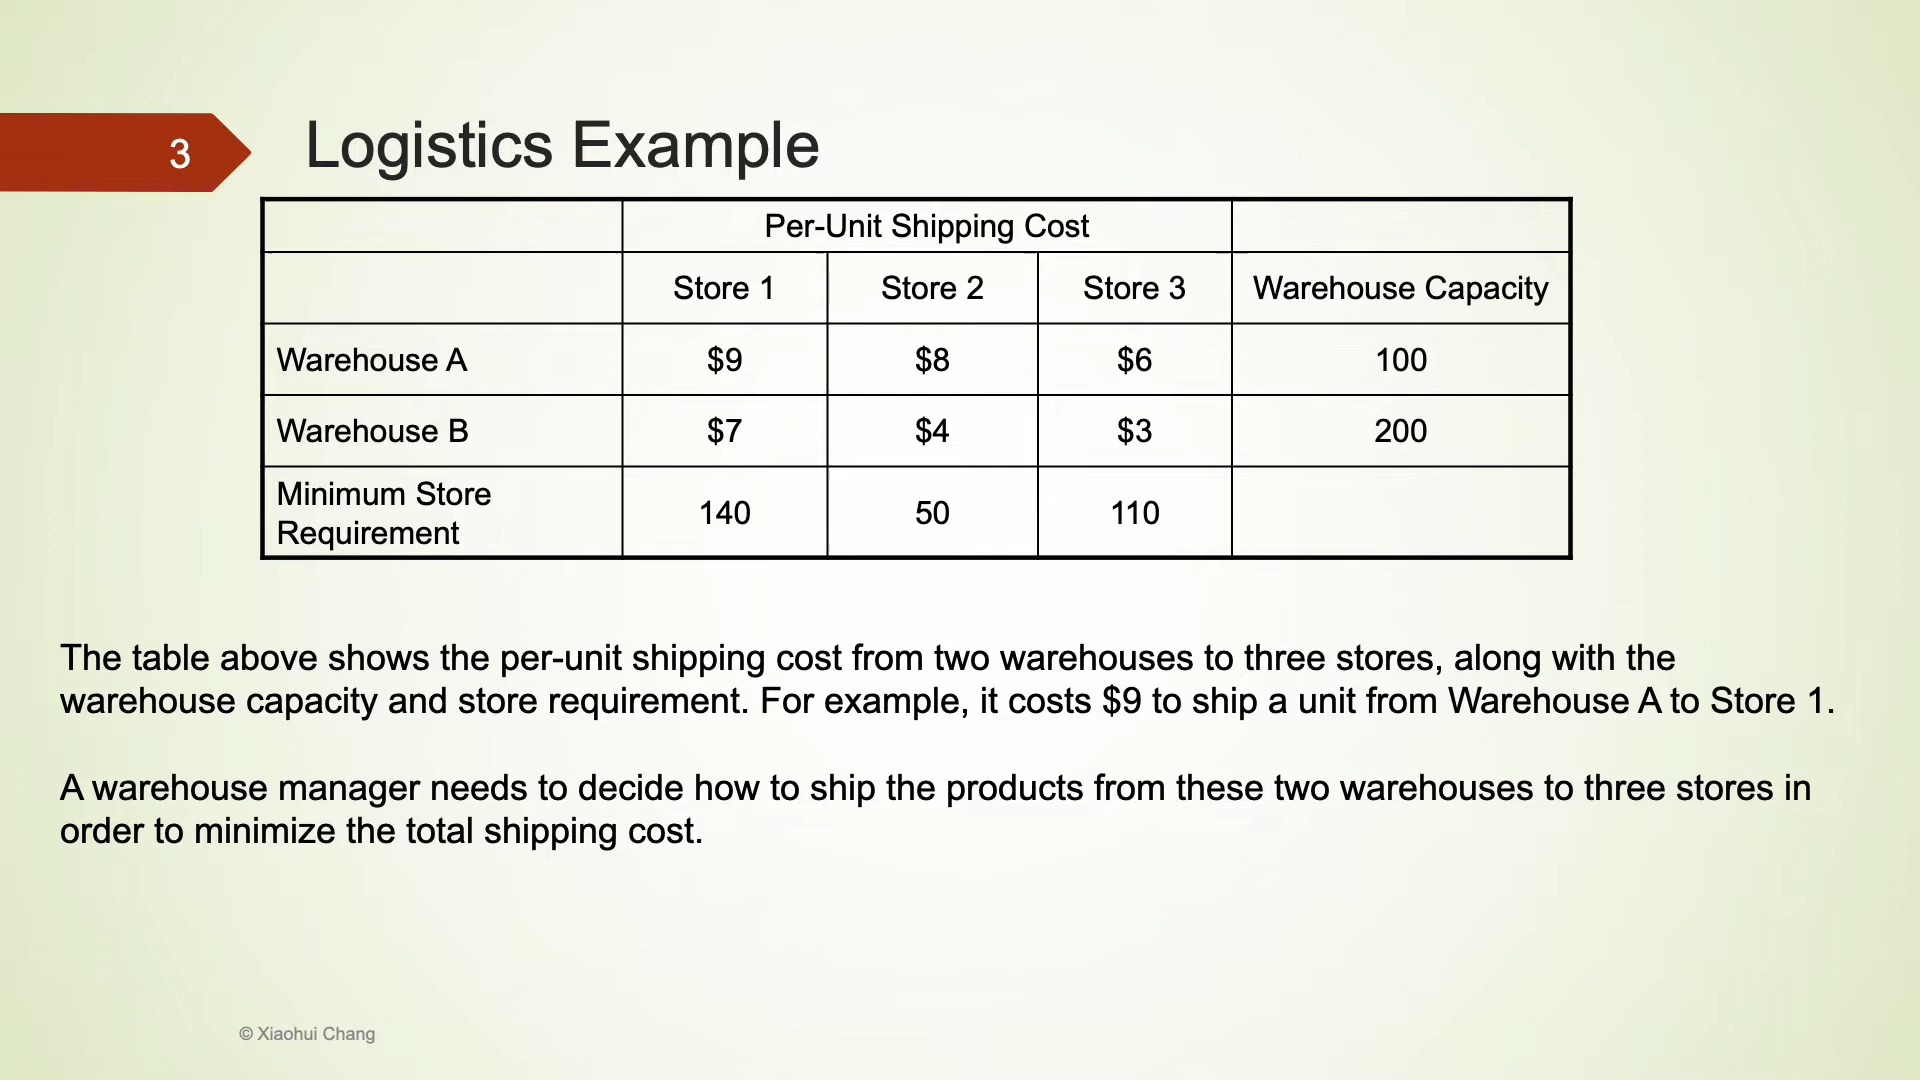 3
Logistics Example
Per-Unit Shipping Cost
Store 1 Store 2 Store 3 Warehouse Capacity
Warehouse A $9 $8 $6 100
Warehouse B $7 $4 $3 200
Minimum Store
Requirement 140 50 110
The table above shows the per-unit shipping cost from two warehouses to three stores, along with the
warehouse capacity and store requirement. For example, it costs $9 to ship a unit from Warehouse A to Store 1.
A warehouse manager needs to decide how to ship the products from these two warehouses to three stores in
order to minimize the total shipping cost.
© Xiaohui Chang